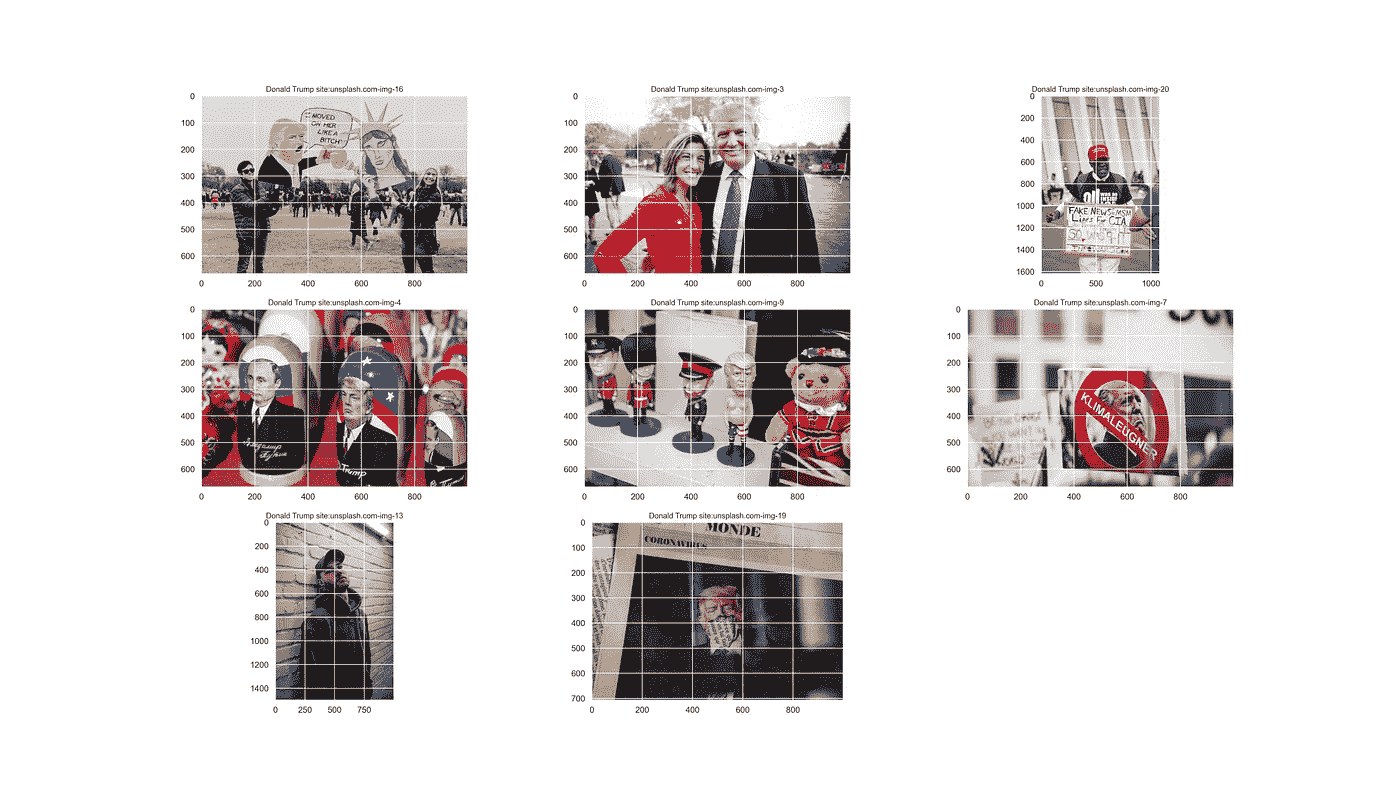 Donald Trump site:unsplash.com-img-16
0
100
200
300
400
500
600
0 200 400 600 800
I MOVED
ON HER
LIKE A
BITCH
Donald Trump site:unsplash.com-img-3
0
100
200
300
400
500
600
0 200 400 600 800
Donald Trump site:unsplash.com-img-20
0
200
400
600
800
1000
1200
1400
1600
0 500 1000
FAKE NEWS MSM
LIES FOR CIA
Donald Trump site:unsplash.com-img-4
0
100
200
300
400
500
600
0 200 400 600 800
Trump
Donald Trump site:unsplash.com-img-9
0
100
200
300
400
500
600
0 200 400 600 800
Donald Trump site:unsplash.com-img-7
0
100
200
300
400
500
600
0 200 400 600 800
KLIMALEUGNER
Donald Trump site:unsplash.com-img-13
0
200
400
600
800
1000
1200
1400
0 250 500 750
Donald Trump site:unsplash.com-img-19
0
100
200
300
400
500
600
700
0 200 400 600 800
MONDE
CORONAVIRUS